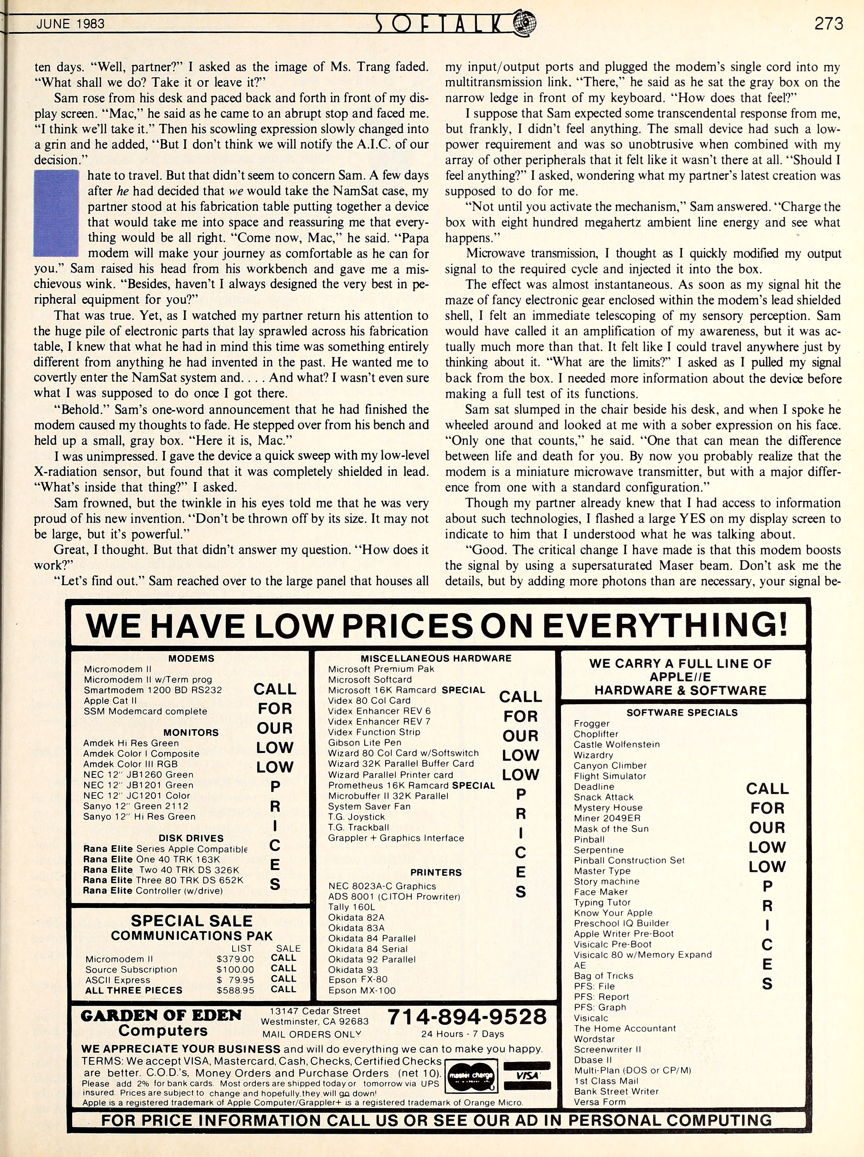 JUNE 1983
SOFTALK
273
ten days. “Well, partner?” I asked as the image of Ms. Trang faded.
“What shall we do? Take it or leave it?”
Sam rose from his desk and paced back and forth in front of my dis-
play screen. “Mac,” he said as he came to an abrupt stop and faced me.
“I think we’ll take it.” Then his scowling expression slowly changed into
a grin and he added, “But I don’t think we will notify the A.I.C. of our
decision.”
hate to travel. But that didn’t seem to concern Sam. A few days
after he had decided that we would take the NamSat case, my
partner stood at his fabrication table putting together a device
that would take me into space and reassuring me that every-
thing would be all right. “Come now, Mac,” he said. “Papa
modem will make your journey as comfortable as he can for
you.” Sam raised his head from his workbench and gave me a mis-
chievous wink. “Besides, haven’t I always designed the very best in pe-
ripheral equipment for you?”
That was true. Yet, as I watched my partner return his attention to
the huge pile of electronic parts that lay sprawled across his fabrication
table, I knew that what he had in mind this time was something entirely
different from anything he had invented in the past. He wanted me to
covertly enter the NamSat system and. . . . And what? I wasn’t even sure
what I was supposed to do once I got there.
“Behold.” Sam’s one-word announcement that he had finished the
modem caused my thoughts to fade. He stepped over from his bench and
held up a small, gray box. “Here it is, Mac.”
I was unimpressed. I gave the device a quick sweep with my low-level
X-radiation sensor, but found that it was completely shielded in lead.
“What’s inside that thing?” I asked.
Sam frowned, but the twinkle in his eyes told me that he was very
proud of his new invention. “Don’t be thrown off by its size. It may not
be large, but it’s powerful.”
Great, I thought. But that didn’t answer my question. “How does it
work?”
“Let’s find out.” Sam reached over to the large panel that houses all
my input/output ports and plugged the modem’s single cord into my
multitransmission link. “There,” he said as he sat the gray box on the
narrow ledge in front of my keyboard. “How does that feel?”
I suppose that Sam expected some transcendental response from me,
but frankly, I didn’t feel anything. The small device had such a low-
power requirement and was so unobtrusive when combined with my
array of other peripherals that it felt like it wasn’t there at all. “Should I
feel anything?” I asked, wondering what my partner’s latest creation was
supposed to do for me.
“Not until you activate the mechanism,” Sam answered. “Charge the
box with eight hundred megahertz ambient line energy and see what
happens.”
Microwave transmission, I thought as I quickly modified my output
signal to the required cycle and injected it into the box.
The effect was almost instantaneous. As soon as my signal hit the
maze of fancy electronic gear enclosed within the modem’s lead shielded
shell, I felt an immediate telescoping of my sensory perception. Sam
would have called it an amplification of my awareness, but it was ac-
tually much more than that. It felt like I could travel anywhere just by
thinking about it. “What are the limits?” I asked as I pulled my signal
back from the box. I needed more information about the device before
making a full test of its functions.
Sam sat slumped in the chair beside his desk, and when I spoke he
wheeled around and looked at me with a sober expression on his face.
“Only one that counts,” he said. “One that can mean the difference
between life and death for you. By now you probably realize that the
modem is a miniature microwave transmitter, but with a major differ-
ence from one with a standard configuration.”
Though my partner already knew that I had access to information
about such technologies, I flashed a large YES on my display screen to
indicate to him that I understood what he was talking about.
“Good. The critical change I have made is that this modem boosts
the signal by using a supersaturated Maser beam. Don’t ask me the
details, but by adding more photons than are necessary, your signal be-
WE HAVE LOW PRICES ON EVERYTHING!
MODEMS
Micromodem II
Micromodem II w/Term prog
Smartmodem 1200 BD RS232
Apple Cat II
SSM Modemcard complete
MONITORS
Amdek Hi Res Green
Amdek Color I Composite
Amdek Color III RGB
NEC 12" JB1260 Green
NEC 12" JB1201 Green
NEC 12" JC1201 Color
Sanyo 12" Green 2112
Sanyo 12" Hi Res Green
DISK DRIVES
Rana Elite Series Apple Compatible
Rana Elite One 40 TRK 163K
Rana Elite Two 40 TRK DS 326K
Rana Elite Three 80 TRK DS 652K
Rana Elite Controller (w/drive)
CALL
FOR
OUR
LOW
LOW
P
R
I
C
E
S
SPECIAL SALE
COMMUNICATIONS PAK
LIST SALE
Micromodem II $379.00 CALL
Source Subscription $100.00 CALL
ASCII Express $ 79.95 CALL
ALL THREE PIECES $588.95 CALL
MISCELLANEOUS HARDWARE
Microsoft Premium Pak
Microsoft Softcard
Microsoft 16K Ramcard SPECIAL
Videx 80 Col Card
Videx Enhancer REV 6
Videx Enhancer REV 7
Videx Function Strip
Gibson Lite Pen
Wizard 80 Col Card w/Softswitch
Wizard 32K Parallel Buffer Card
Wizard Parallel Printer card
Prometheus 16K Ramcard SPECIAL
Microbuffer II 32K Parallel
System Saver Fan
T.G. Joystick
T.G. Trackball
Grappler + Graphics Interface
PRINTERS
NEC 8023A-C Graphics
ADS 8001 (CITOH Prowriter)
Tally 160L
Okidata 82A
Okidata 83A
Okidata 84 Parallel
Okidata 84 Serial
Okidata 92 Parallel
Okidata 93
Epson FX-80
Epson MX-100
CALL
FOR
OUR
LOW
LOW
P
R
I
C
E
S
WE CARRY A FULL LINE OF
APPLE//E
HARDWARE & SOFTWARE
SOFTWARE SPECIALS
Frogger
Choplifter
Castle Wolfenstein
Wizardry
Canyon Climber
Flight Simulator
Deadline
Snack Attack
Mystery House
Miner 2049ER
Mask of the Sun
Pinball
Serpentine
Pinball Construction Set
Master Type
Story machine
Face Maker
Typing Tutor
Know Your Apple
Preschool IQ Builder
Apple Writer Pre-Boot
Visicalc Pre-Boot
Visicalc 80 w/Memory Expand
AE
Bag of Tricks
PFS: File
PFS: Report
PFS: Graph
Visicalc
The Home Accountant
Wordstar
Screenwriter II
Dbase II
Multi-Plan (DOS or CP/M)
1st Class Mail
Bank Street Writer
Versa Form
CALL
FOR
OUR
LOW
LOW
P
R
I
C
E
S
GARDEN OF EDEN
Computers
13147 Cedar Street
Westminster, CA 92683
MAIL ORDERS ONLY
714-894-9528
24 Hours - 7 Days
WE APPRECIATE YOUR BUSINESS and will do everything we can to make you happy.
TERMS: We accept VISA, Mastercard, Cash, Checks, Certified Checks
are better. C.O.D.'s, Money Orders and Purchase Orders (net 10).
Please add 2% for bank cards. Most orders are shipped today or tomorrow via UPS
insured. Prices are subject to change and hopefully, they will go down!
Apple is a registered trademark of Apple Computer/Grappler+ is a registered trademark of Orange Micro.
master charge
VISA
FOR PRICE INFORMATION CALL US OR SEE OUR AD IN PERSONAL COMPUTING